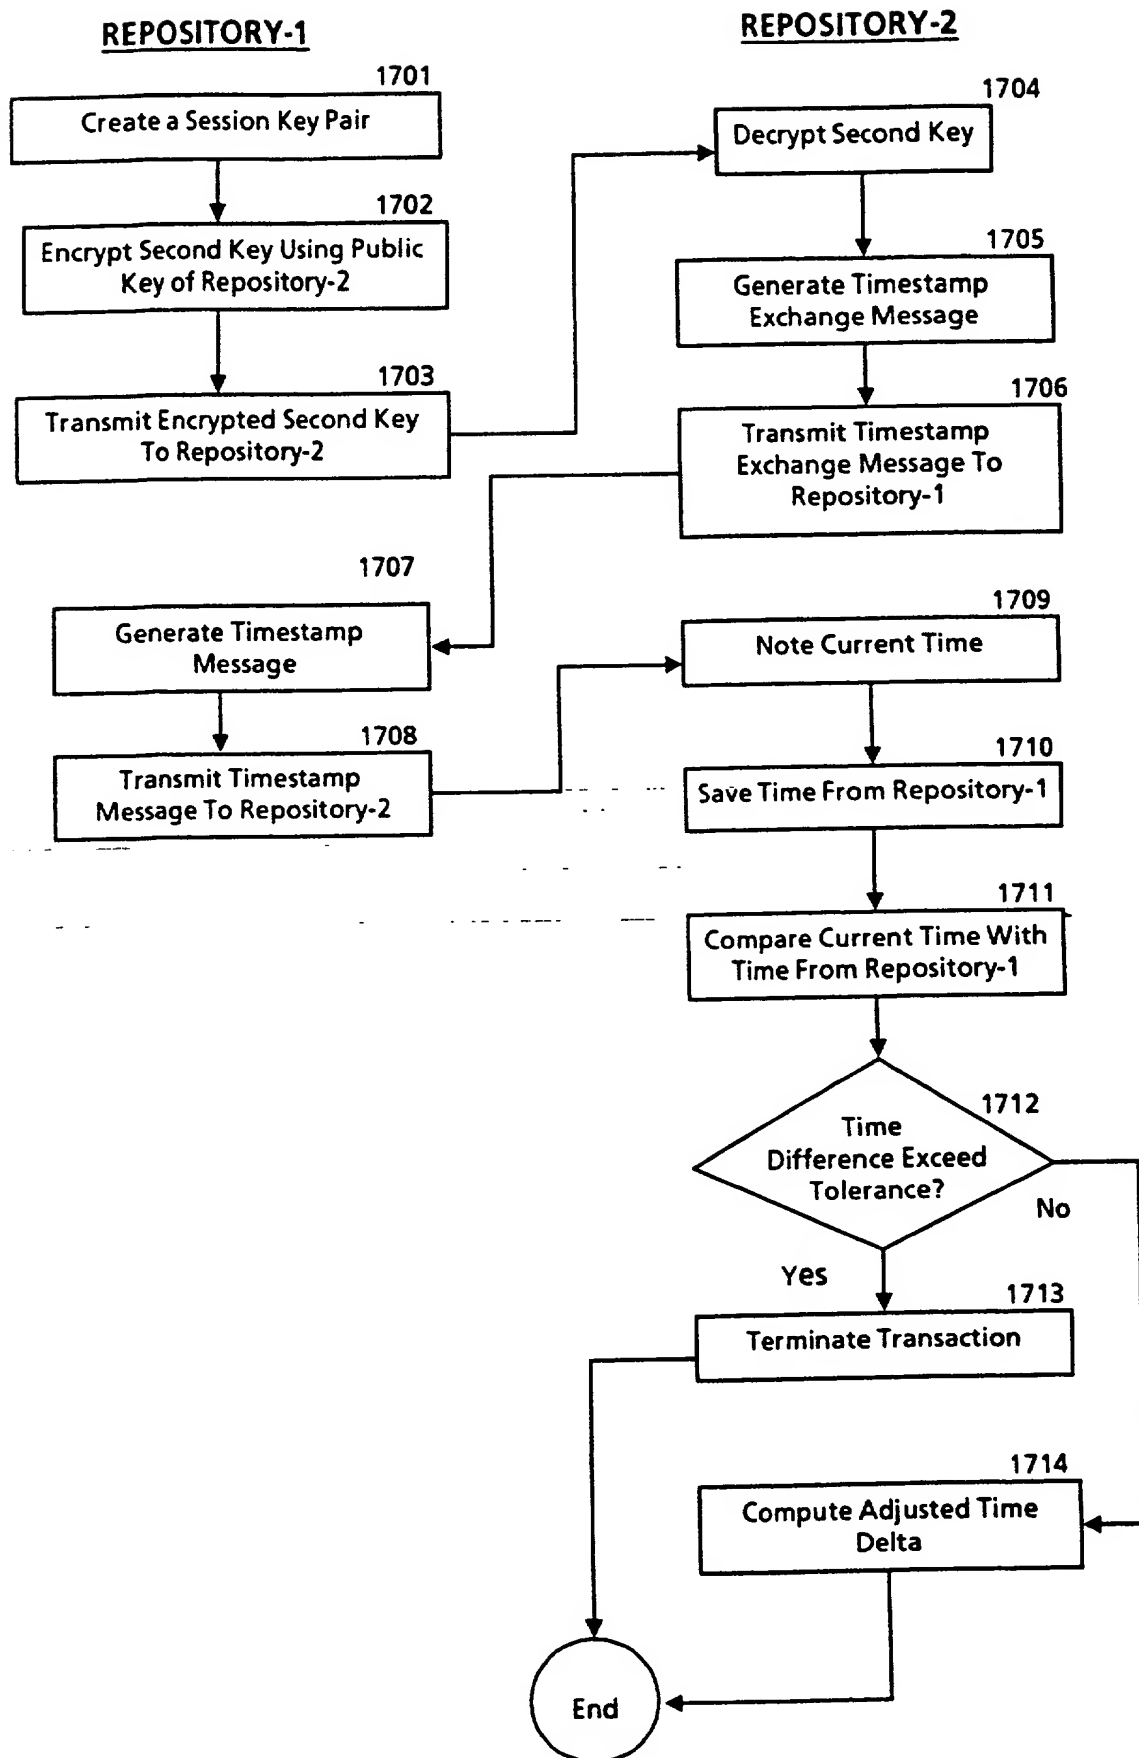 REPOSITORY-1
REPOSITORY-2
1701
Create a Session Key Pair
1702
Encrypt Second Key Using Public
Key of Repository-2
1703
Transmit Encrypted Second Key
To Repository-2
1704
Decrypt Second Key
1705
Generate Timestamp
Exchange Message
1706
Transmit Timestamp
Exchange Message To
Repository-1
1707
Generate Timestamp
Message
1708
Transmit Timestamp
Message To Repository-2
1709
Note Current Time
1710
Save Time From Repository-1
1711
Compare Current Time With
Time From Repository-1
1712
Time
Difference Exceed
Tolerance?
No
Yes
1713
Terminate Transaction
1714
Compute Adjusted Time
Delta
End